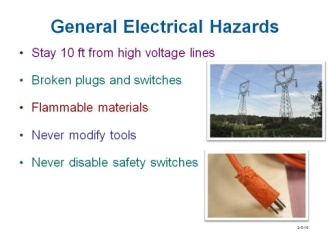 General Electrical Hazards
• Stay 10 ft from high voltage lines
• Broken plugs and switches
• Flammable materials
• Never modify tools
• Never disable safety switches